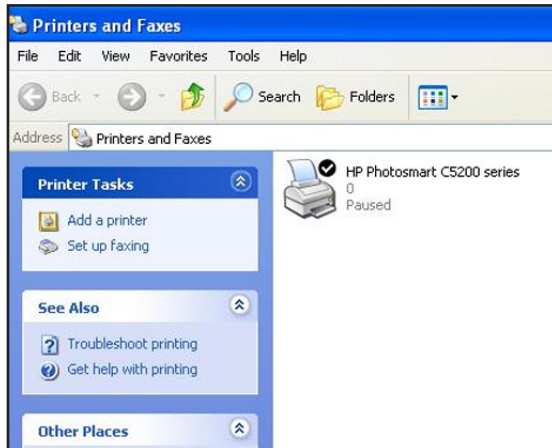 Printers and Faxes
File Edit View Favorites Tools Help
Back Search Folders
Address Printers and Faxes
Printer Tasks
Add a printer
Set up faxing
See Also
Troubleshoot printing
Get help with printing
Other Places
HP Photosmart C5200 series
0
Paused